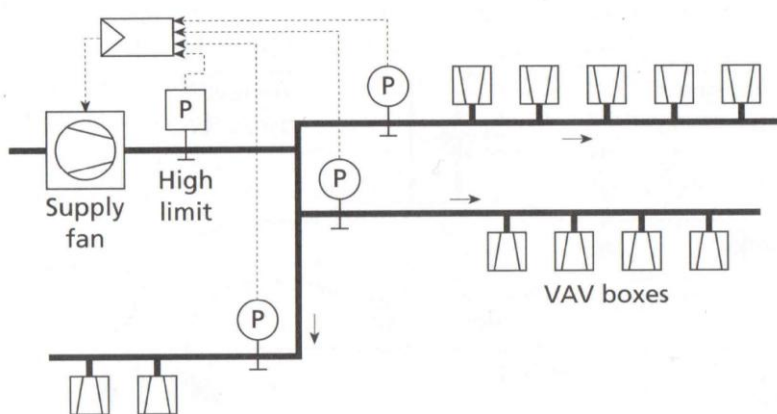 P
P
High
limit
Supply
fan
P
VAV boxes
P